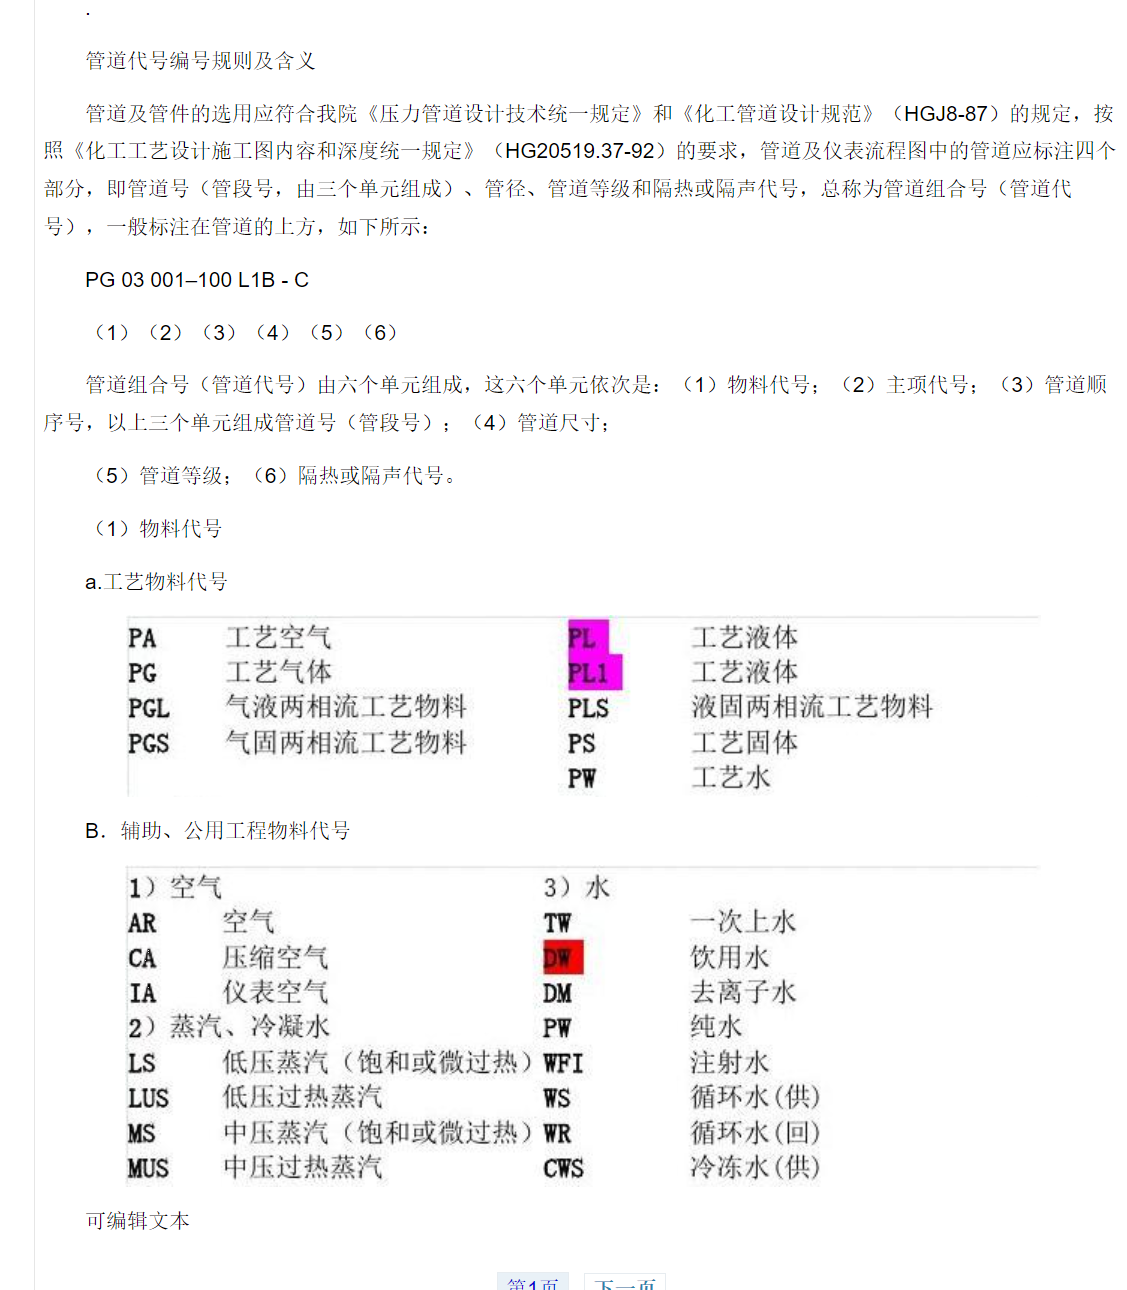 .
管道代号编号规则及含义
管道及管件的选用应符合我院《压力管道设计技术统一规定》和《化工管道设计规范》（HGJ8-87）的规定，按
照《化工工艺设计施工图内容和深度统一规定》（HG20519.37-92）的要求，管道及仪表流程图中的管道应标注四个
部分，即管道号（管段号，由三个单元组成）、管径、管道等级和隔热或隔声代号，总称为管道组合号（管道代
号），一般标注在管道的上方，如下所示：
PG 03 001–100 L1B - C
（1）（2）（3）（4）（5）（6）
管道组合号（管道代号）由六个单元组成，这六个单元依次是：（1）物料代号；（2）主项代号；（3）管道顺
序号，以上三个单元组成管道号（管段号）；（4）管道尺寸；
（5）管道等级；（6）隔热或隔声代号。
（1）物料代号
a.工艺物料代号
PA 工艺空气 PL 工艺液体
PG 工艺气体 PL1 工艺液体
PGL 气液两相流工艺物料 PLS 液固两相流工艺物料
PGS 气固两相流工艺物料 PS 工艺固体
PW 工艺水
B．辅助、公用工程物料代号
1）空气 3）水
AR 空气 TW 一次上水
CA 压缩空气 DW 饮用水
IA 仪表空气 DM 去离子水
2）蒸汽、冷凝水 PW 纯水
LS 低压蒸汽（饱和或微过热）WFI 注射水
LUS 低压过热蒸汽 WS 循环水(供)
MS 中压蒸汽（饱和或微过热）WR 循环水(回)
MUS 中压过热蒸汽 CWS 冷冻水(供)
可编辑文本
第1页 下一页